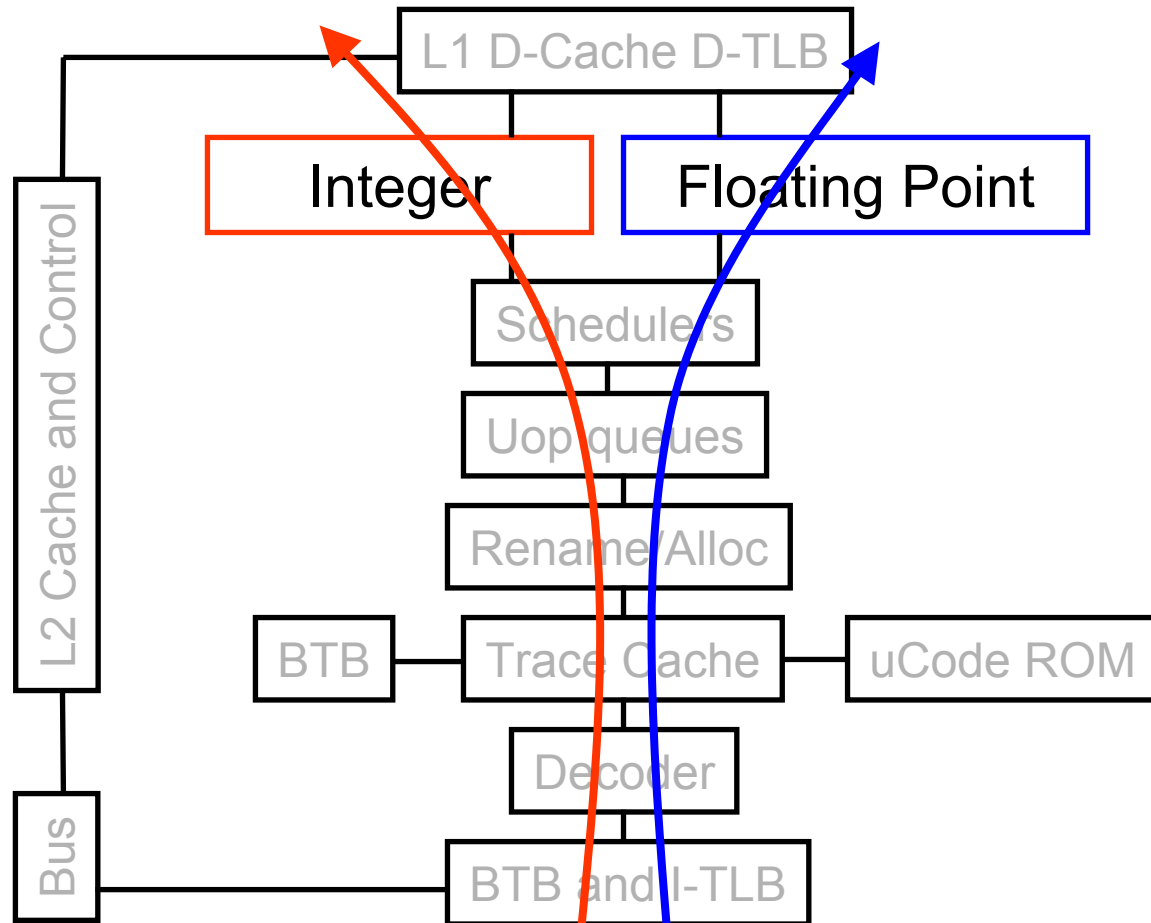 L1 D-Cache D-TLB
Integer
Floating Point
L2 Cache and Control
Schedulers
Uop queues
Rename/Alloc
BTB
Trace Cache
uCode ROM
Decoder
Bus
BTB and I-TLB